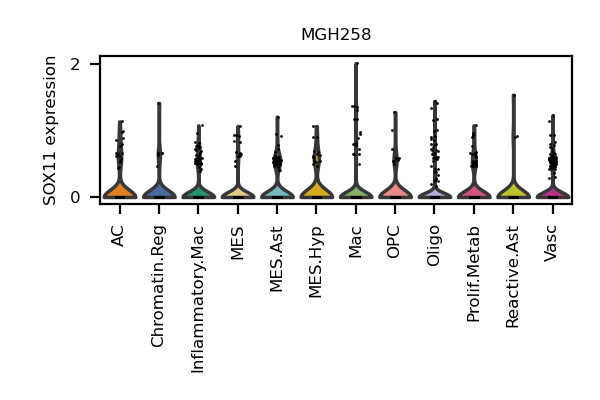 MGH258
SOX11 expression
2
0
AC
Chromatin.Reg
Inflammatory.Mac
MES
MES.Ast
MES.Hyp
Mac
OPC
Oligo
Prolif.Metab
Reactive.Ast
Vasc